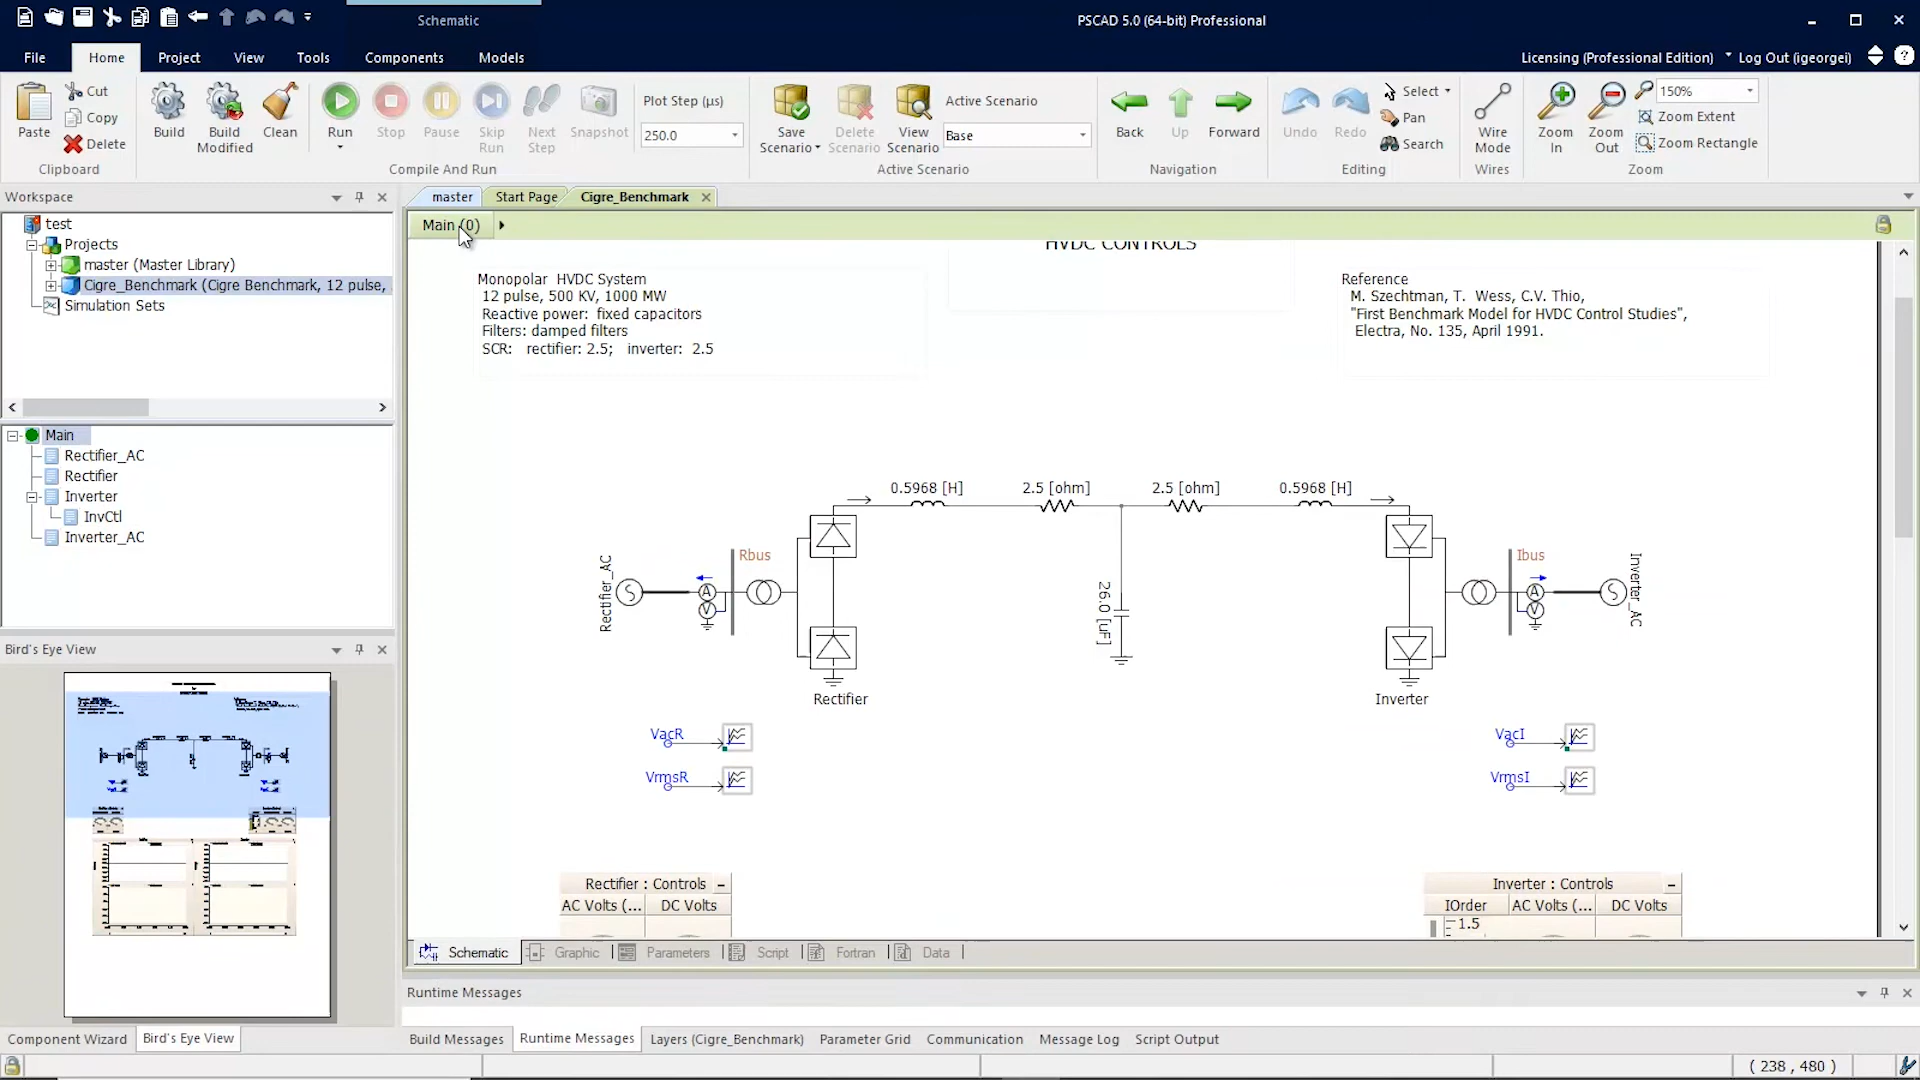 Schematic
PSCAD 5.0 (64-bit) Professional
File
Home
Project
View
Tools
Components
Models
Licensing (Professional Edition)
Log Out (igeorgei)
Paste
Cut
Copy
Delete
Clipboard
Build
Build Modified
Clean
Run
Stop
Pause
Skip Run
Next Step
Snapshot
Compile And Run
Plot Step (µs)
250.0
Save Scenario
Delete Scenario
View Scenario
Active Scenario
Base
Active Scenario
Back
Up
Forward
Navigation
Undo
Redo
Select
Pan
Search
Editing
Wire Mode
Wires
Zoom In
Zoom Out
150%
Zoom Extent
Zoom Rectangle
Zoom
Workspace
test
Projects
master (Master Library)
Cigre_Benchmark (Cigre Benchmark, 12 pulse,
Simulation Sets
Main
Rectifier_AC
Rectifier
Inverter
InvCtl
Inverter_AC
Bird's Eye View
Component Wizard
Bird's Eye View
master
Start Page
Cigre_Benchmark
Main (0)
HVDC CONTROLS
Monopolar HVDC System
12 pulse, 500 KV, 1000 MW
Reactive power: fixed capacitors
Filters: damped filters
SCR: rectifier: 2.5; inverter: 2.5
Reference
M. Szechtman, T. Wess, C.V. Thio,
"First Benchmark Model for HVDC Control Studies",
Electra, No. 135, April 1991.
0.5968 [H]
2.5 [ohm]
2.5 [ohm]
0.5968 [H]
Rectifier_AC
S
A
V
Rbus
26.0 [uF]
Ibus
A
V
S
Inverter_AC
Rectifier
Inverter
VacR
VrmsR
VacI
VrmsI
Rectifier : Controls
AC Volts (...
DC Volts
Inverter : Controls
IOrder
AC Volts (...
DC Volts
1.5
Schematic
Graphic
Parameters
Script
Fortran
Data
Runtime Messages
Build Messages
Runtime Messages
Layers (Cigre_Benchmark)
Parameter Grid
Communication
Message Log
Script Output
( 238 , 480 )